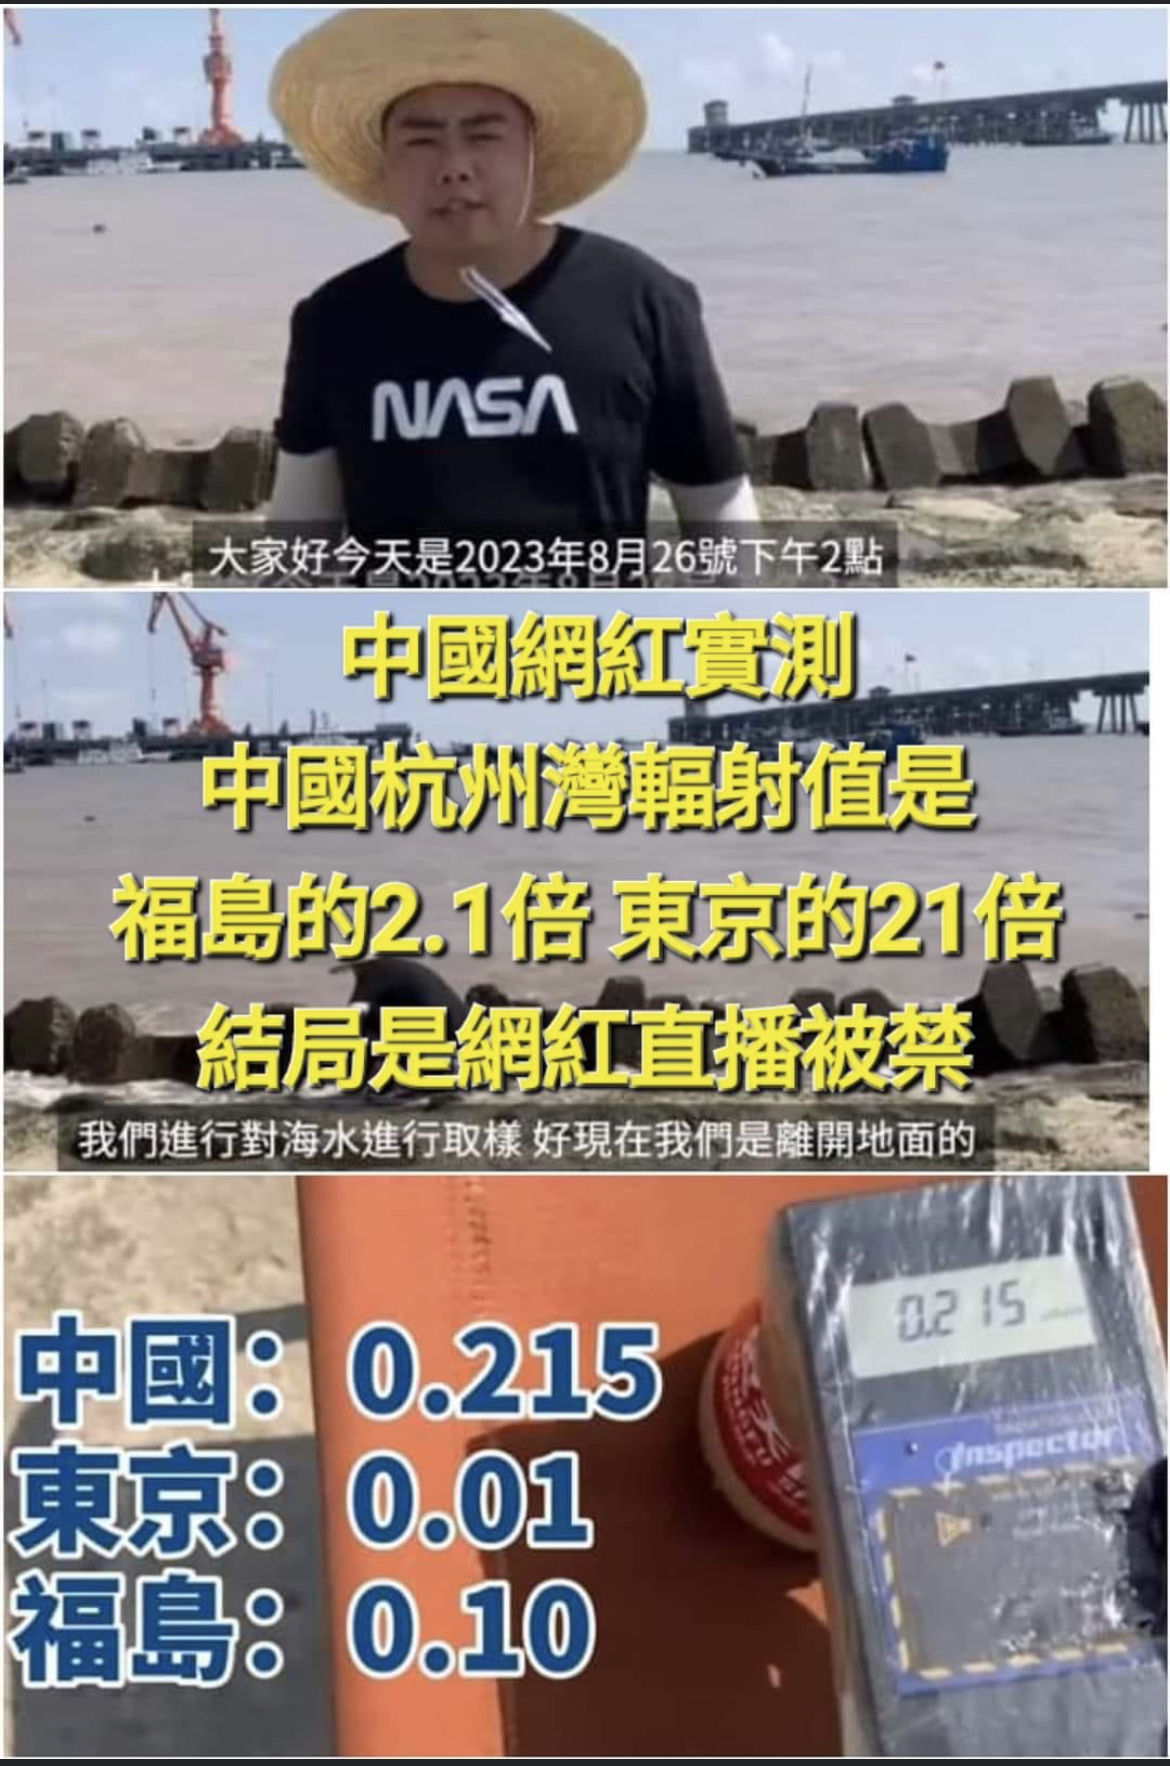 NASA
大家好今天是2023年8月26號下午2點
中國網紅實測
中國杭州灣輻射值是
福島的2.1倍 東京的21倍
結局是網紅直播被禁
我們進行對海水進行取樣 好現在我們是離開地面的
0.215
Inspector
中國：0.215
東京：0.01
福島：0.10